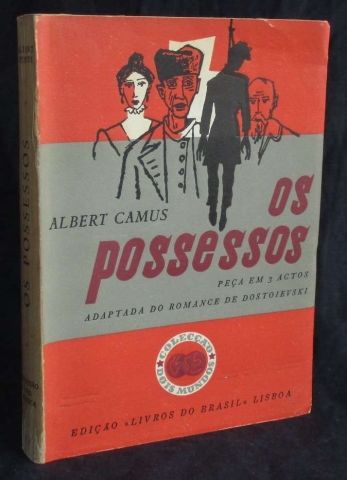 ALBERT CAMUS
OS
POSSESSOS
PEÇA EM 3 ACTOS
ADAPTADA DO ROMANCE DE DOSTOIEVSKI
COLECÇÃO
DOIS MUNDOS
EDIÇÃO «LIVROS DO BRASIL» LISBOA
OS POSSESSOS